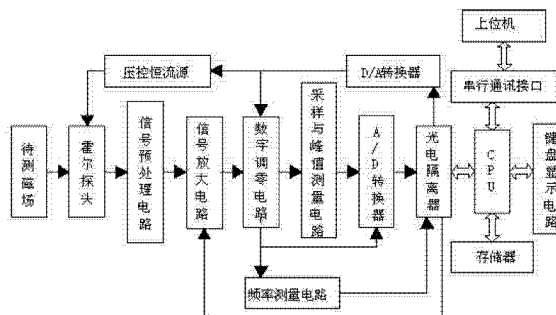 上位机
压控恒流源
D/A转换器
串行通讯接口
待测磁场
霍尔探头
信号预处理电路
信号放大电路
数字调零电路
采样与峰值测量电路
A/D转换器
光电隔离器
CPU
键盘显示电路
频率测量电路
存储器